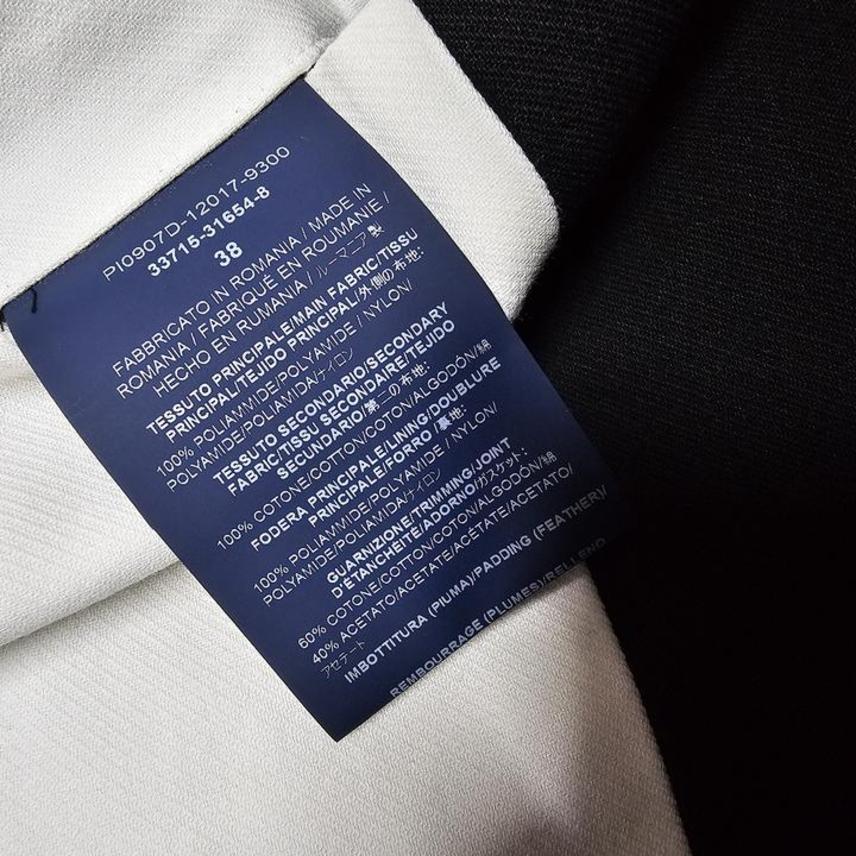 PI0907D-12017-9300
33715-31654-8
38
FABBRICATO IN ROMANIA / MADE IN
ROMANIA / FABRIQUÉ EN ROUMANIE /
HECHO EN RUMANIA / ルーマニア製
TESSUTO PRINCIPALE/MAIN FABRIC/TISSU
PRINCIPAL/TEJIDO PRINCIPAL/外側の布地:
100% POLIAMMIDE/POLYAMIDE / NYLON/
POLYAMIDE/POLIAMIDA/ナイロン
TESSUTO SECONDARIO/SECONDARY
FABRIC/TISSU SECONDAIRE/TEJIDO
SECUNDARIO/第二の布地:
100% COTONE/COTTON/COTON/ALGODÓN/綿
FODERA PRINCIPALE/LINING/DOUBLURE
PRINCIPALE/FORRO/裏地:
100% POLIAMMIDE/POLYAMIDE / NYLON/
POLYAMIDE/POLIAMIDA/ナイロン
GUARNIZIONE/TRIMMING/JOINT
D'ÉTANCHÉITÉ/ADORNO/ガスケット:
60% COTONE/COTTON/COTON/ALGODÓN/綿
40% ACETATO/ACETATE/ACETATE/ACETATO/
アセテート
IMBOTTITURA (PIUMA)/PADDING (FEATHER)/
REMBOURRAGE (PLUMES)/RELLENO